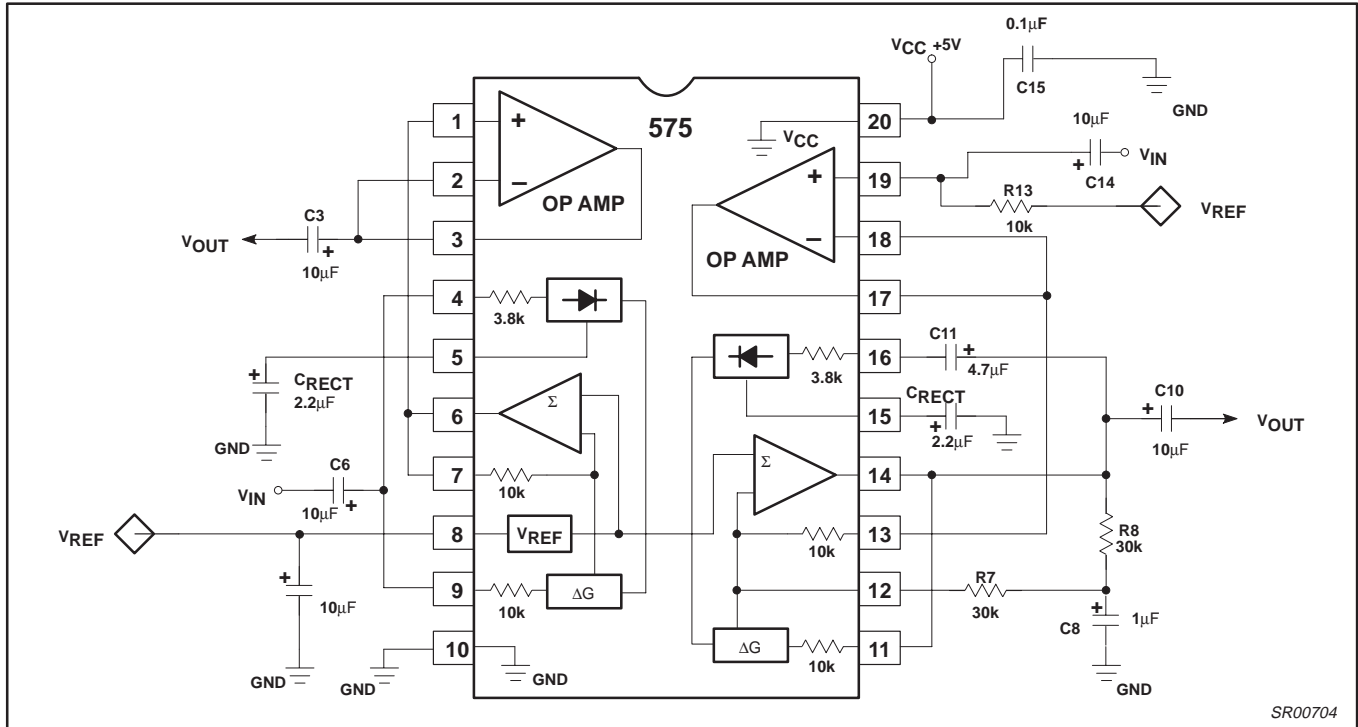 0.1µF
VCC +5V
C15
GND
575
1
+
20
VCC
10µF
VIN
C14
+
2
−
OP AMP
+
19
R13
10k
VREF
C3
VOUT
+
10µF
3
−
18
OP AMP
4
3.8k
17
5
C11
+
4.7µF
16
3.8k
+
CRECT
2.2µF
GND
6
Σ
15
CRECT
+
2.2µF
C10
+
10µF
VOUT
7
10k
Σ
14
VIN
C6
+
10µF
VREF
8
VREF
10k
13
R8
30k
+
10µF
GND
9
10k
ΔG
12
R7
30k
+
C8
1µF
GND
10
GND
GND
ΔG
10k
11
GND
SR00704